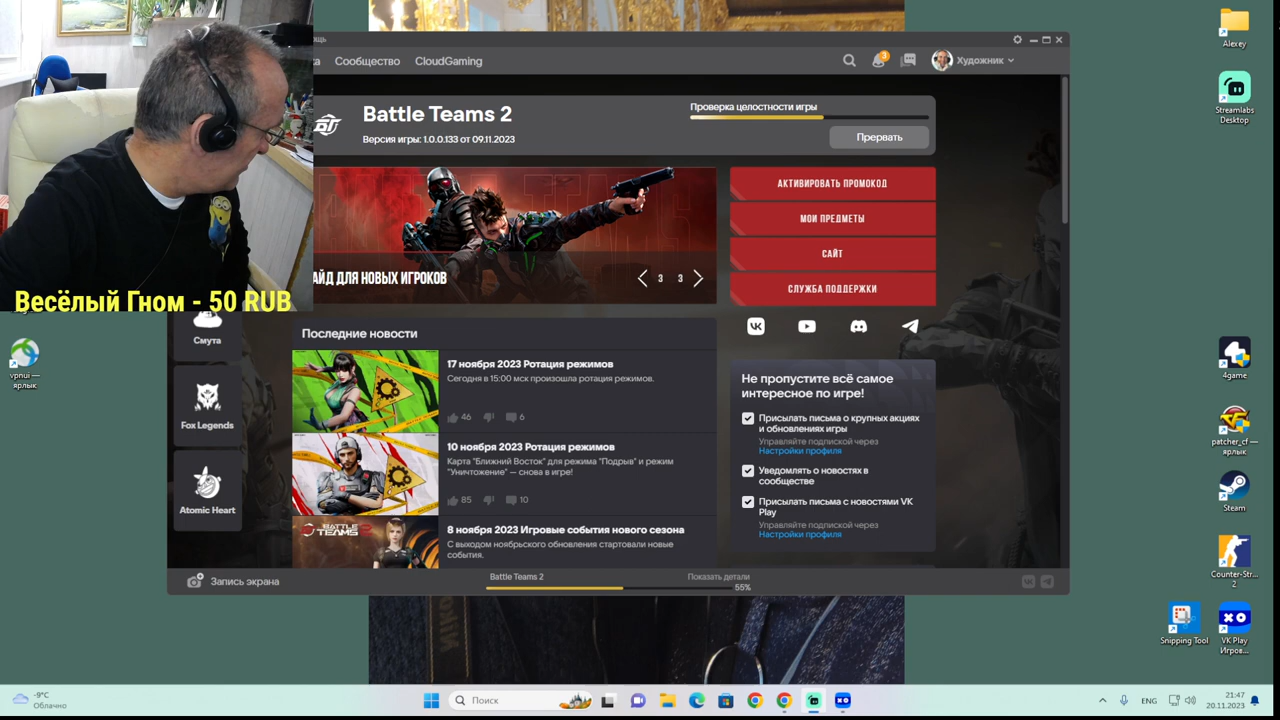 Сообщество
CloudGaming
3
Художник
Battle Teams 2
Версия игры: 1.0.0.133 от 09.11.2023
Проверка целостности игры
Прервать
АЙД ДЛЯ НОВЫХ ИГРОКОВ
3 3
АКТИВИРОВАТЬ ПРОМОКОД
МОИ ПРЕДМЕТЫ
САЙТ
СЛУЖБА ПОДДЕРЖКИ
Весёлый Гном - 50 RUB
Смута
Fox Legends
Atomic Heart
Последние новости
17 ноября 2023 Ротация режимов
Сегодня в 15:00 мск произошла ротация режимов.
46
6
10 ноября 2023 Ротация режимов
Карта "Ближний Восток" для режима "Подрыв" и режим
"Уничтожение" — снова в игре!
85
10
BATTLE
TEAMS 2
8 ноября 2023 Игровые события нового сезона
С выходом ноябрьского обновления стартовали новые
события.
Не пропустите всё самое
интересное по игре!
Присылать письма о крупных акциях
и обновлениях игры
Управляйте подпиской через
Настройки профиля
Уведомлять о новостях в
сообществе
Присылать письма с новостями VK
Play
Управляйте подпиской через
Настройки профиля
Запись экрана
Battle Teams 2
Показать детали
55%
vpnui —
ярлык
Alexey
Streamlabs
Desktop
4game
patcher_cf —
ярлык
Steam
Counter-Str...
2
Snipping Tool
VK Play
Игров...
-9°C
Облачно
Поиск
ENG
21:47
20.11.2023